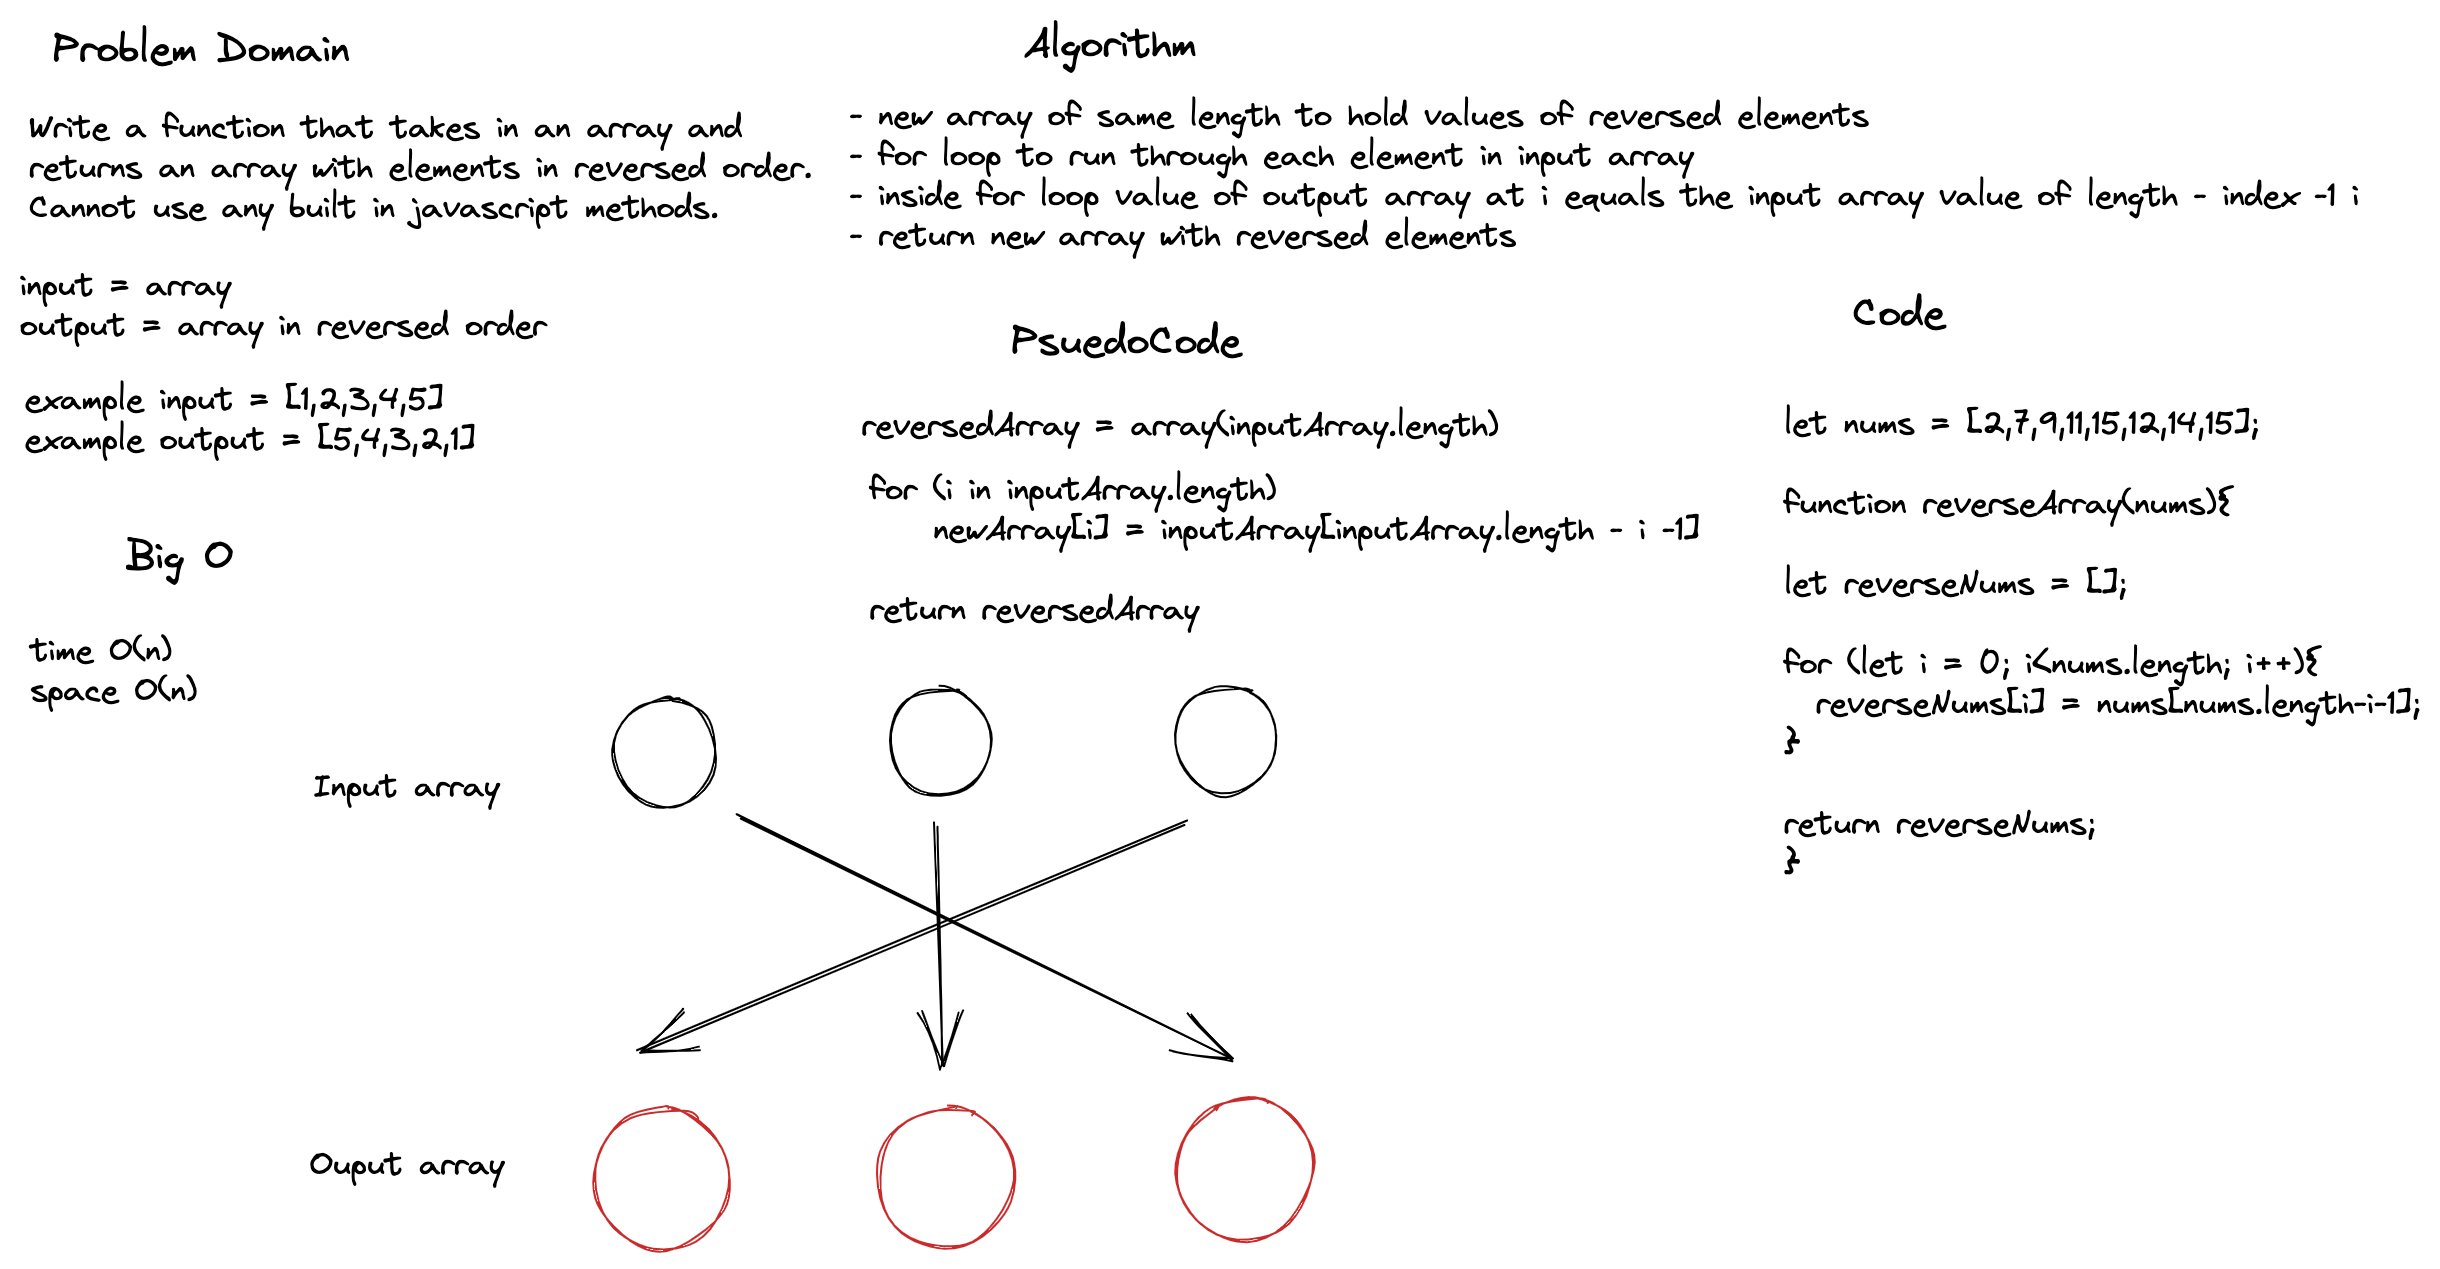 Problem Domain
Write a function that takes in an array and
returns an array with elements in reversed order.
Cannot use any built in javascript methods.
input = array
output = array in reversed order
example input = [1,2,3,4,5]
example output = [5,4,3,2,1]
Big O
time O(n)
space O(n)
Algorithm
- new array of same length to hold values of reversed elements
- for loop to run through each element in input array
- inside for loop value of output array at i equals the input array value of length - index -1 i
- return new array with reversed elements
PsuedoCode
reversedArray = array(inputArray.length)
for (i in inputArray.length)
newArray[i] = inputArray[inputArray.length - i -1]
return reversedArray
Code
let nums = [2,7,9,11,15,12,14,15];
function reverseArray(nums){
let reverseNums = [];
for (let i = 0; i<nums.length; i++){
reverseNums[i] = nums[nums.length-i-1];
}
return reverseNums;
}
Input array
Ouput array